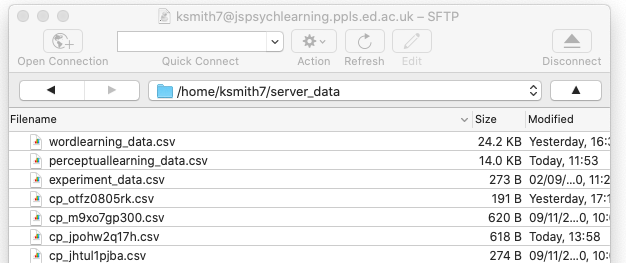 ksmith7@jspsychlearning.ppls.ed.ac.uk – SFTP
Open Connection Quick Connect Action Refresh Edit Disconnect
/home/ksmith7/server_data
Filename Size Modified
wordlearning_data.csv 24.2 KB Yesterday, 16:3
perceptuallearning_data.csv 14.0 KB Today, 11:53
experiment_data.csv 273 B 02/09/...0, 11:2
cp_otfz0805rk.csv 191 B Yesterday, 17:1
cp_m9xo7gp300.csv 620 B 09/11/2...0, 10:
cp_jpohw2q17h.csv 618 B Today, 13:58
cp_jhtul1pjba.csv 274 B 09/11/2...0, 10: